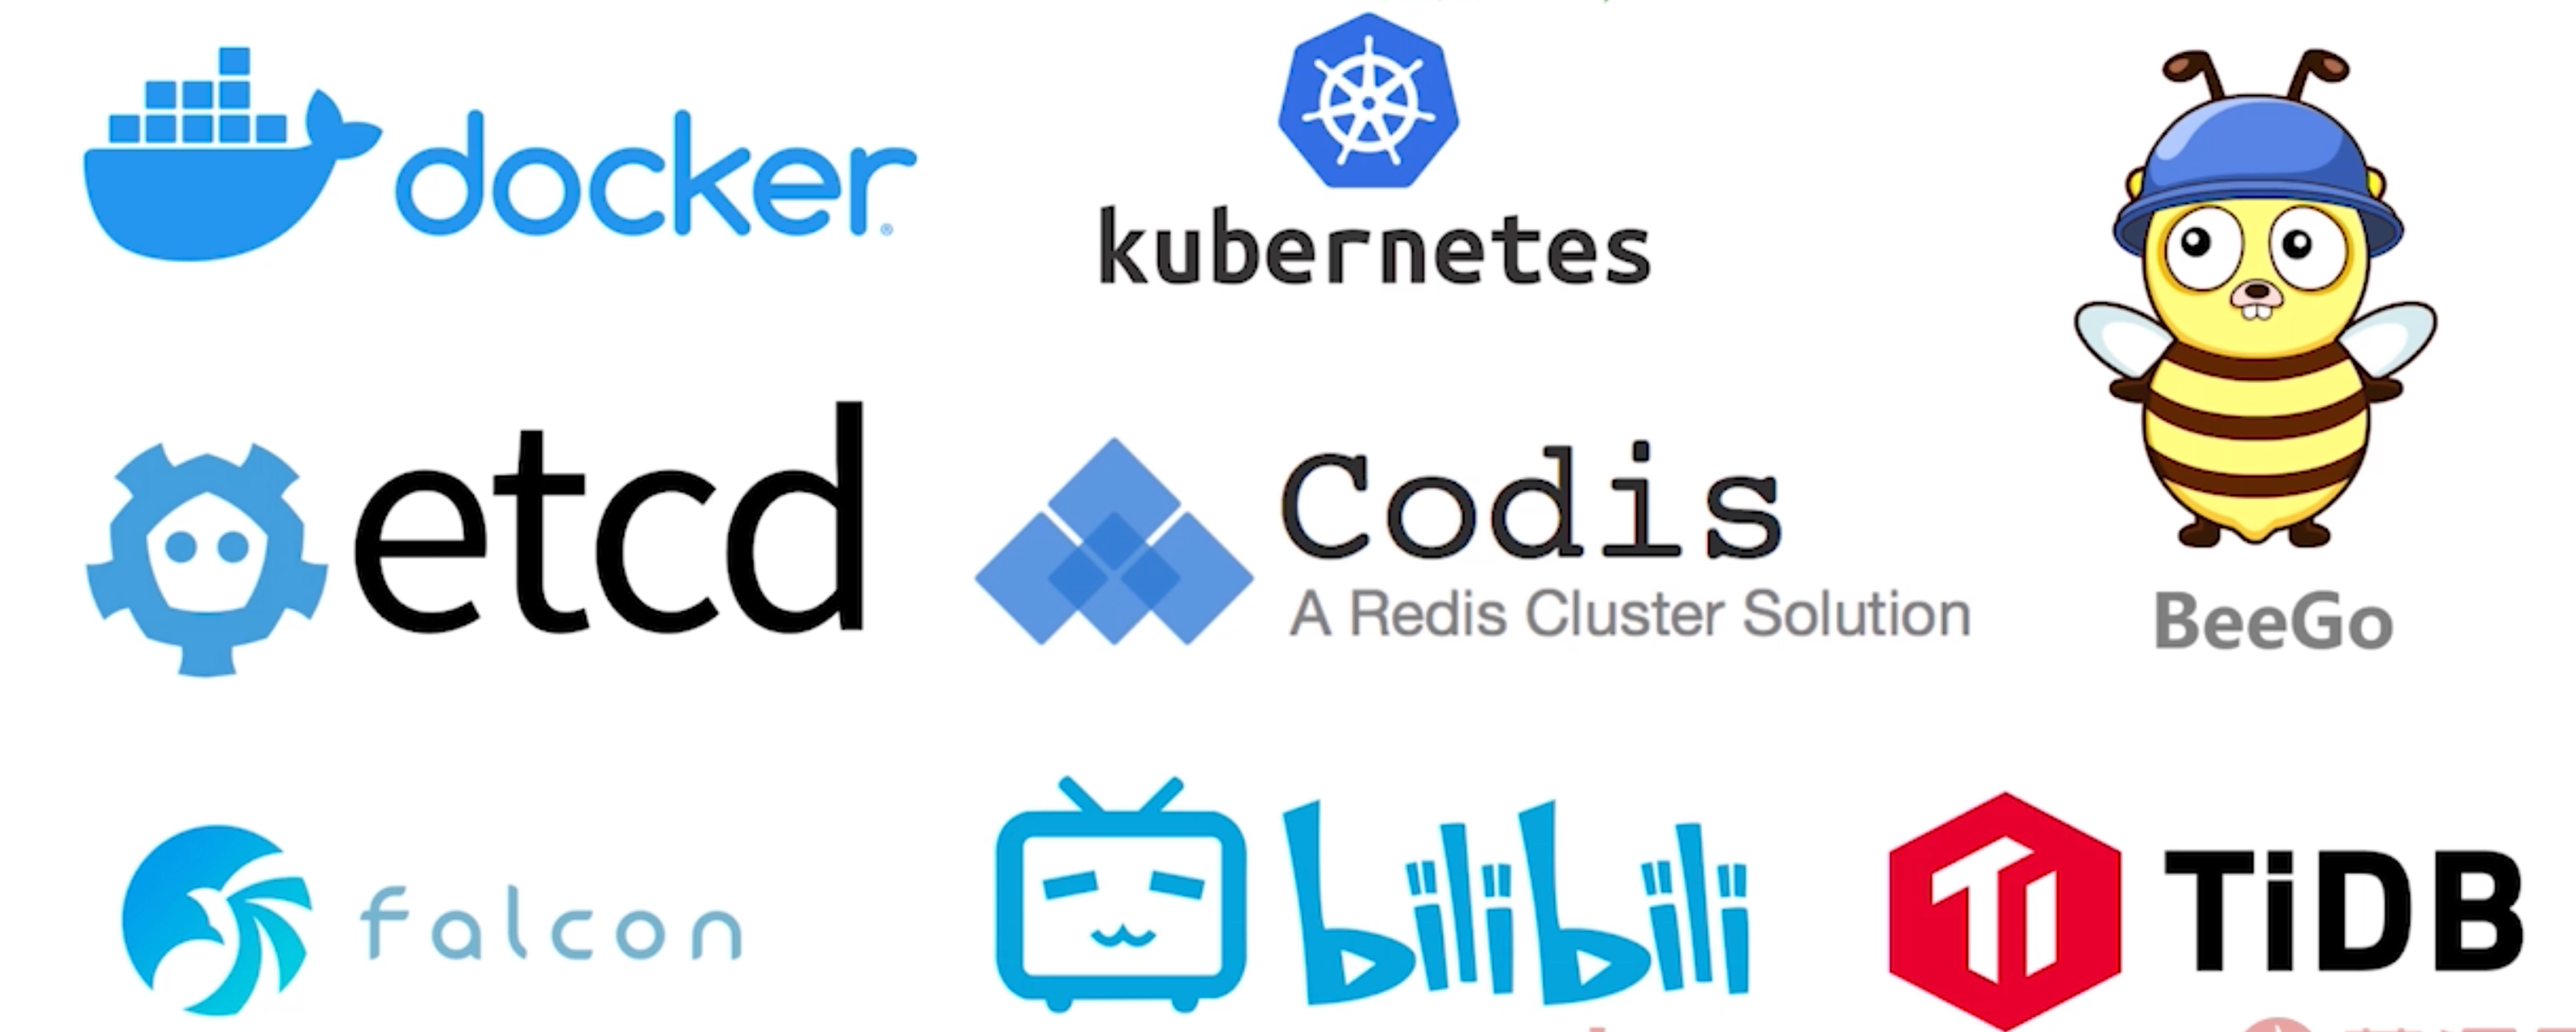 docker
kubernetes
etcd
Codis
A Redis Cluster Solution
BeeGo
falcon
bilibili
TiDB